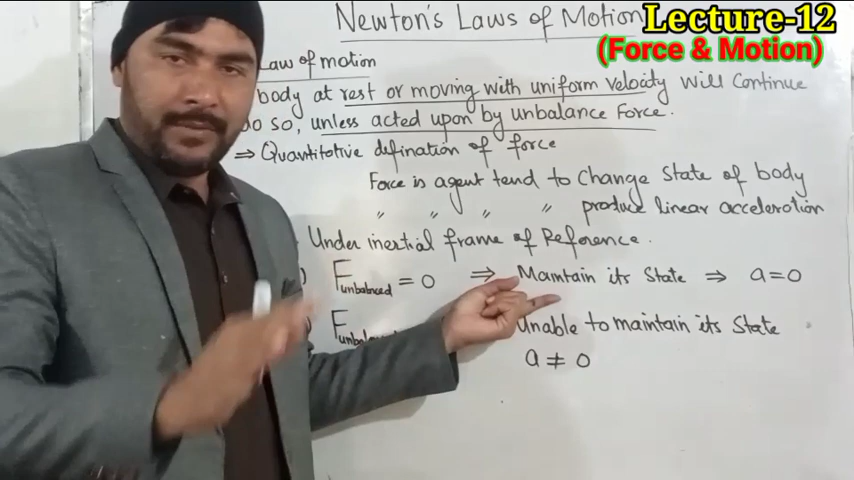 Newton's Laws of Motion
Lecture-12
(Force & Motion)
Law of motion
body at rest or moving with uniform velocity will Continue
so, unless acted upon by unbalance Force.
⇒ Quantitative defination of force
Force is agent tend to Change State of body
" " " " produce linear acceleration
Under inertial frame of Reference.
F unbalanced = 0 ⇒ Maintain its State ⇒ a = 0
F Unable to maintain its State
a ≠ 0